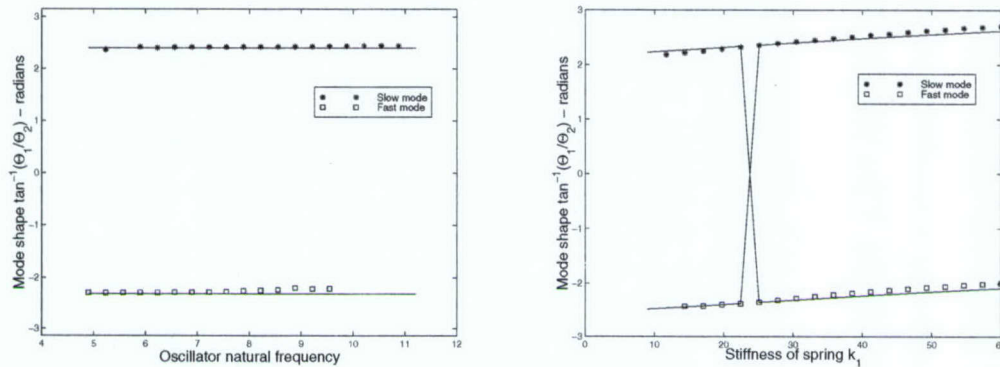 Mode shape tan⁻¹(Θ₁/Θ₂) − radians
3
2
1
0
−1
−2
−3
4 5 6 7 8 9 10 11 12
Oscillator natural frequency
Slow mode
Fast mode
Mode shape tan⁻¹(Θ₁/Θ₂) − radians
3
2
1
0
−1
−2
−3
0 10 20 30 40 50 60
Stiffness of spring k₁
Slow mode
Fast mode